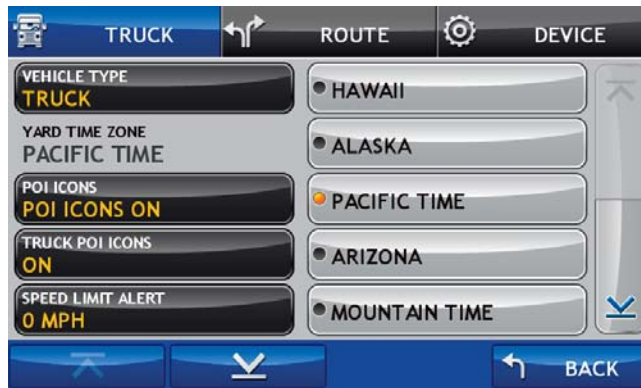 TRUCK
ROUTE
DEVICE
VEHICLE TYPE
TRUCK
YARD TIME ZONE
PACIFIC TIME
POI ICONS
POI ICONS ON
TRUCK POI ICONS
ON
SPEED LIMIT ALERT
0 MPH
HAWAII
ALASKA
PACIFIC TIME
ARIZONA
MOUNTAIN TIME
BACK